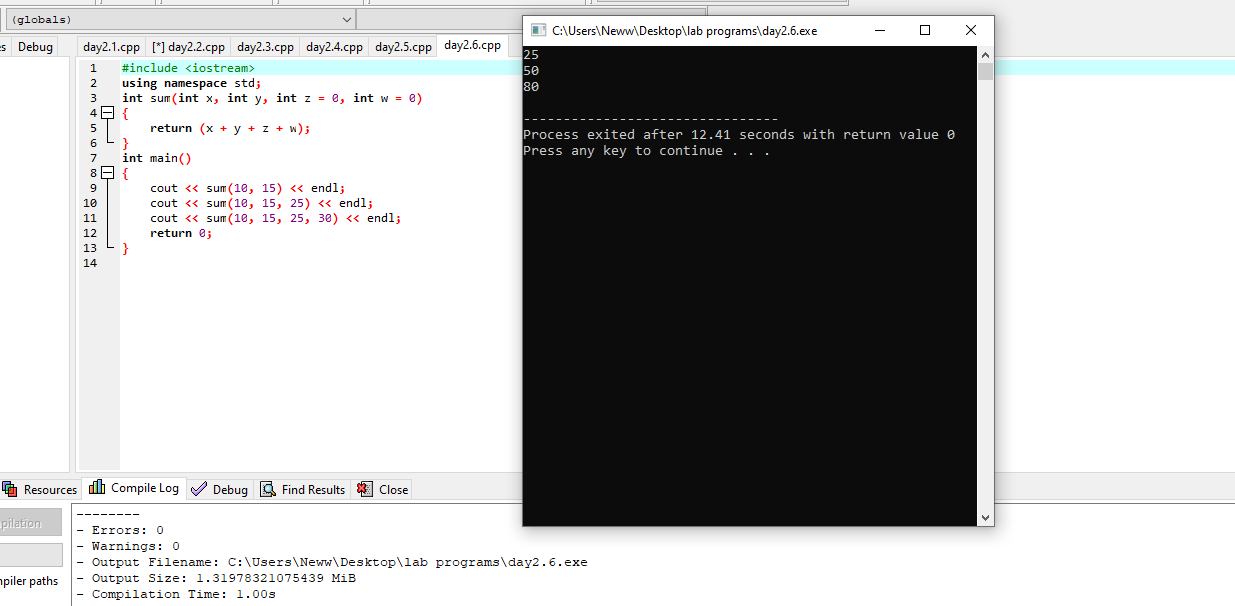 (globals)
es Debug
day2.1.cpp [*] day2.2.cpp day2.3.cpp day2.4.cpp day2.5.cpp day2.6.cpp
1 #include <iostream>
2 using namespace std;
3 int sum(int x, int y, int z = 0, int w = 0)
4 {
5 return (x + y + z + w);
6 }
7 int main()
8 {
9 cout << sum(10, 15) << endl;
10 cout << sum(10, 15, 25) << endl;
11 cout << sum(10, 15, 25, 30) << endl;
12 return 0;
13 }
14
C:\Users\Neww\Desktop\lab programs\day2.6.exe
25
50
80
--------------------------------
Process exited after 12.41 seconds with return value 0
Press any key to continue . . .
Resources Compile Log Debug Find Results Close
pilation
mpiler paths
--------
- Errors: 0
- Warnings: 0
- Output Filename: C:\Users\Neww\Desktop\lab programs\day2.6.exe
- Output Size: 1.31978321075439 MiB
- Compilation Time: 1.00s